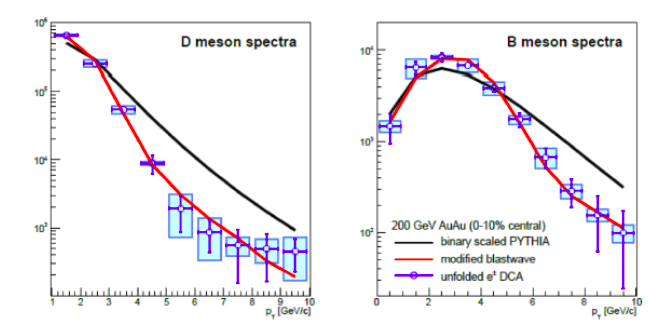 D meson spectra
10^6
10^5
10^4
10^3
1 2 3 4 5 6 7 8 9 10
p_T [GeV/c]
B meson spectra
10^4
10^3
10^2
200 GeV AuAu (0-10% central)
binary scaled PYTHIA
modified blastwave
unfolded e^± DCA
0 2 4 6 8 10
p_T [GeV/c]